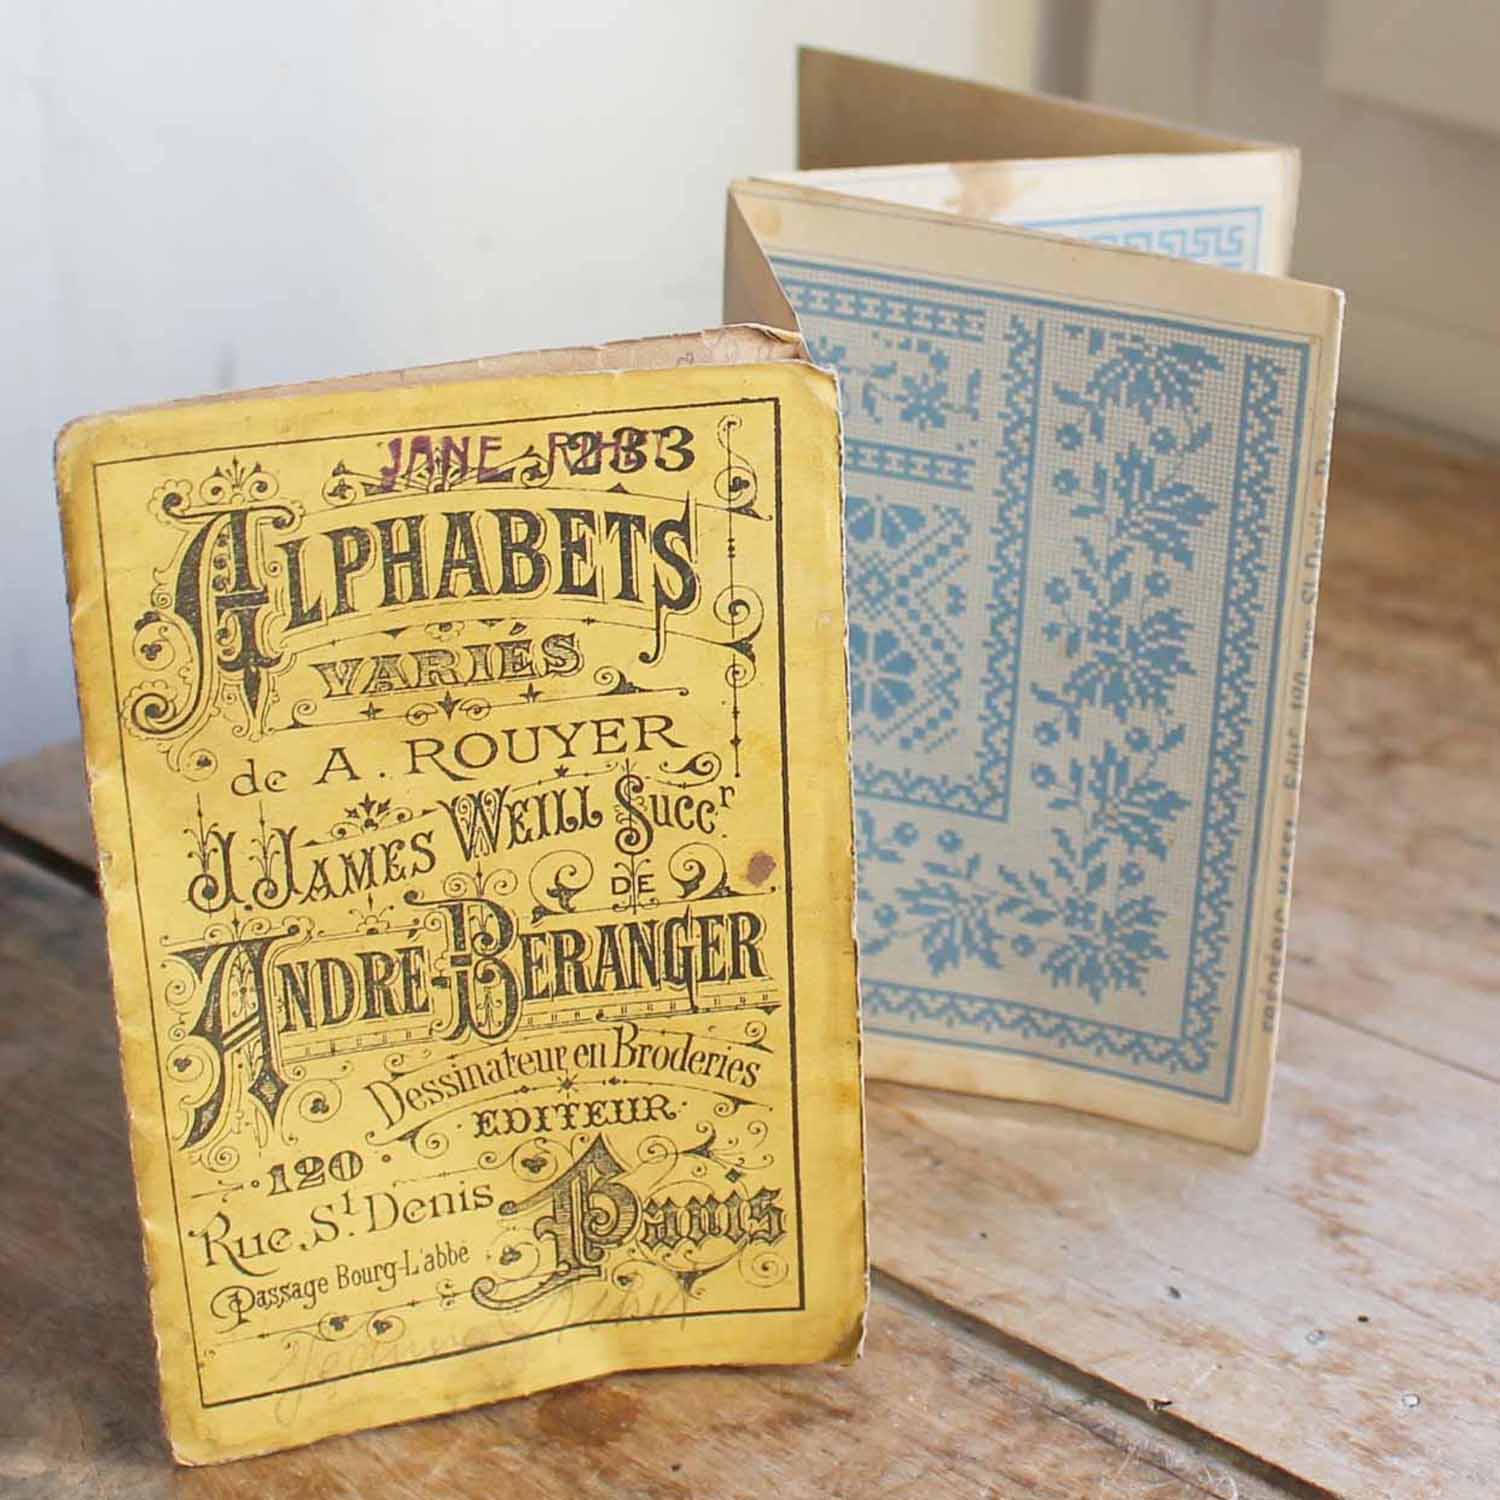 JANE
233
ALPHABETS
VARIÉS
de A. ROUYER
J. JAMES WEILL Succr
DE
ANDRÉ-BERANGER
Dessinateur en Broderies
EDITEUR
120
Rue St Denis
Paris
Passage Bourg-L'abbé